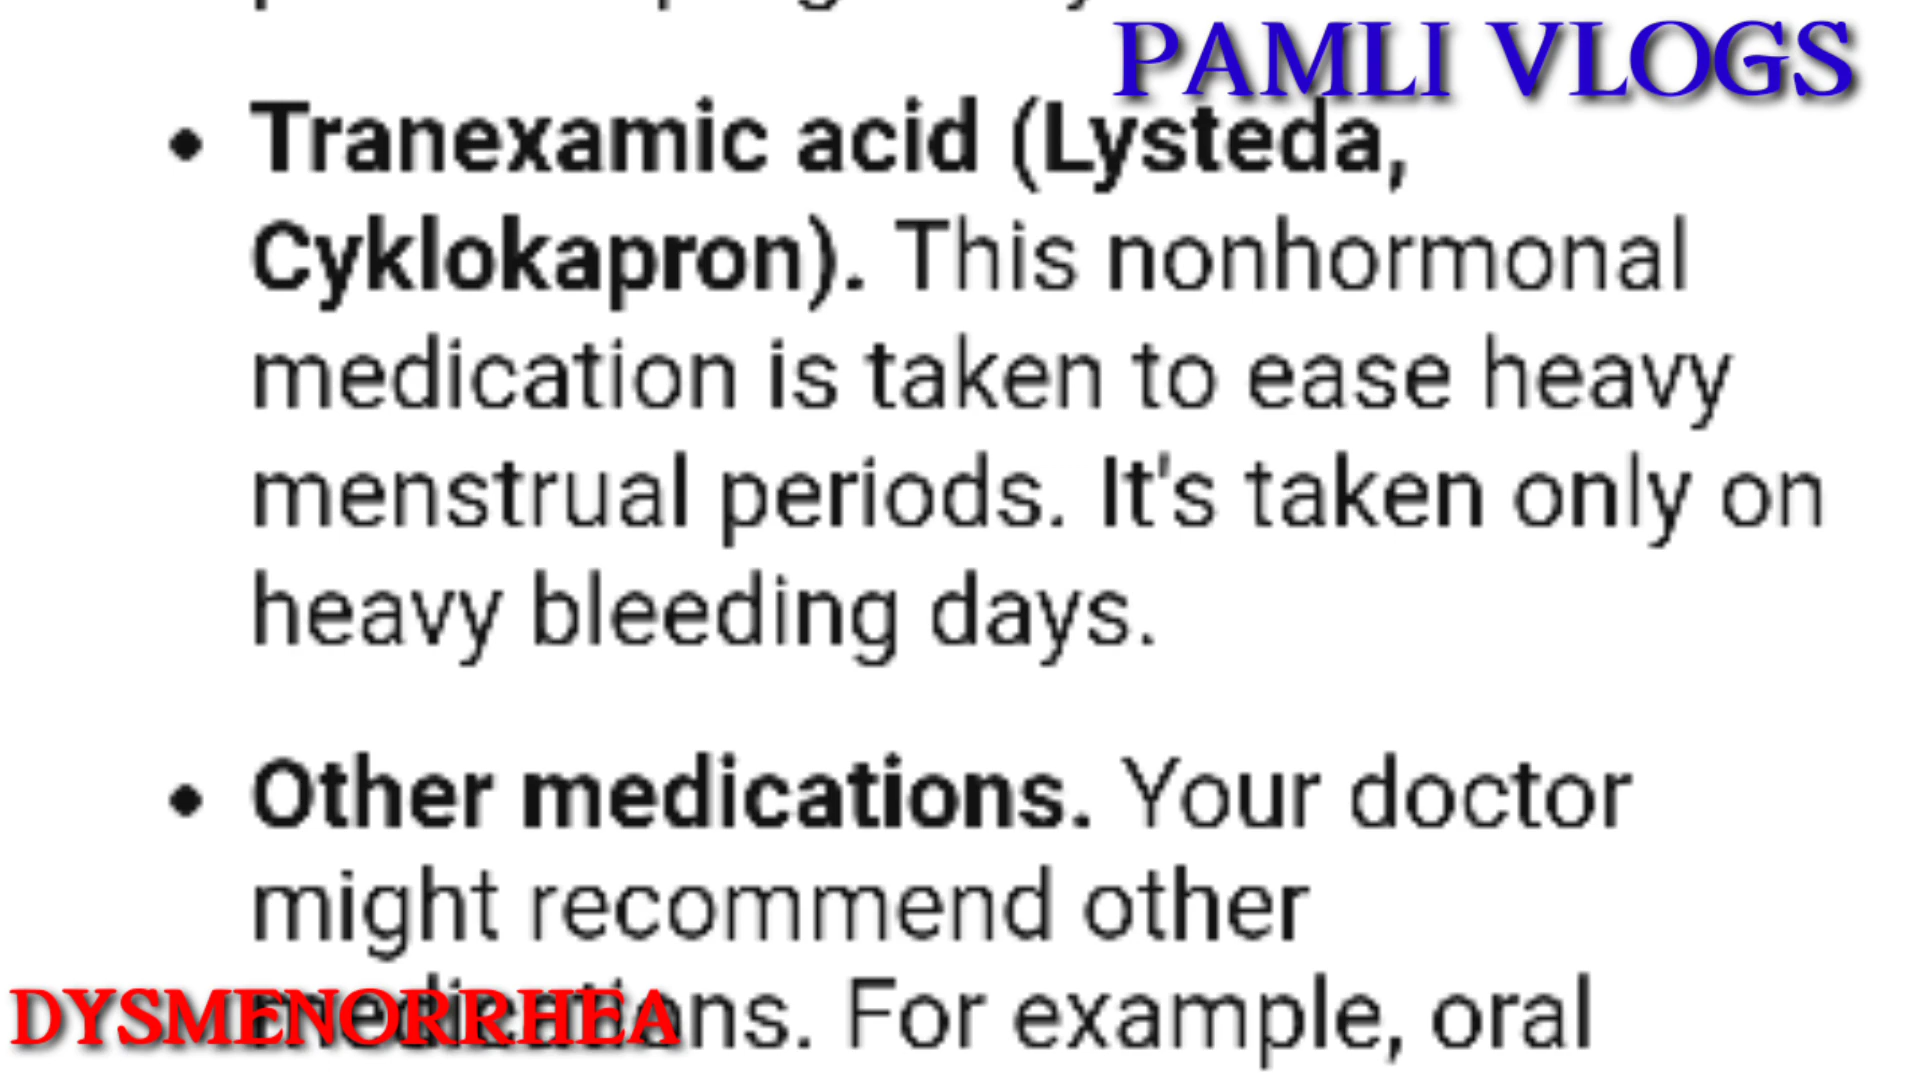 PAMLI VLOGS
• Tranexamic acid (Lysteda,
Cyklokapron). This nonhormonal
medication is taken to ease heavy
menstrual periods. It's taken only on
heavy bleeding days.
• Other medications. Your doctor
might recommend other
medications. For example, oral
DYSMENORRHEA